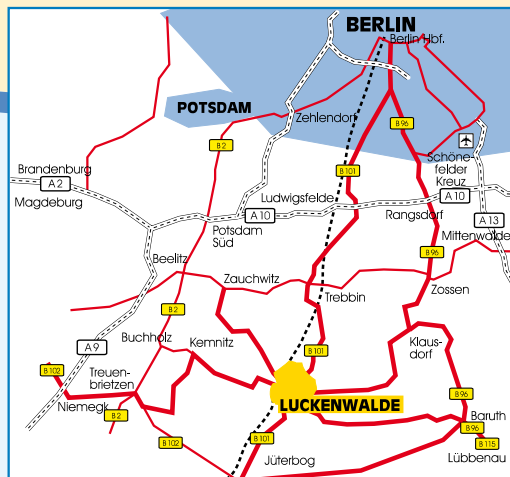 BERLIN
Berlin Hbf.
POTSDAM
Zehlendorf
B 96
B 2
Schöne-
felder
Kreuz
B 101
Brandenburg
A 2
Magdeburg
Ludwigsfelde
A 10
A 10
Rangsdorf
A 13
Potsdam
Süd
Mittenwalde
B 96
Beelitz
Zauchwitz
Zossen
Trebbin
B 2
Buchholz
Kemnitz
A 9
B 101
Klaus-
dorf
B 102
Treuen-
brietzen
B 96
Niemegk
LUCKENWALDE
B 2
Baruth
B 96
B 101
B 102
B 115
Lübbenau
Jüterbog